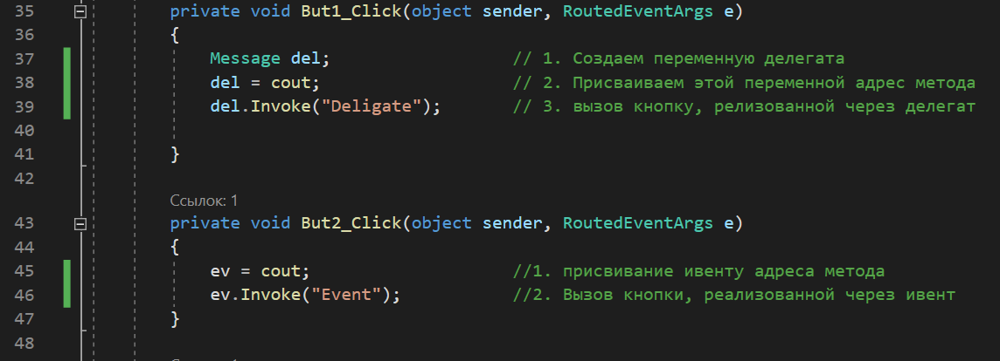 35 private void But1_Click(object sender, RoutedEventArgs e)
36 {
37 Message del; // 1. Создаем переменную делегата
38 del = cout; // 2. Присваиваем этой переменной адрес метода
39 del.Invoke("Deligate"); // 3. вызов кнопку, релизованной через делегат
40
41 }
42
Ссылок: 1
43 private void But2_Click(object sender, RoutedEventArgs e)
44 {
45 ev = cout; //1. присвивание ивенту адреса метода
46 ev.Invoke("Event"); //2. Вызов кнопки, реализованной через ивент
47 }
48